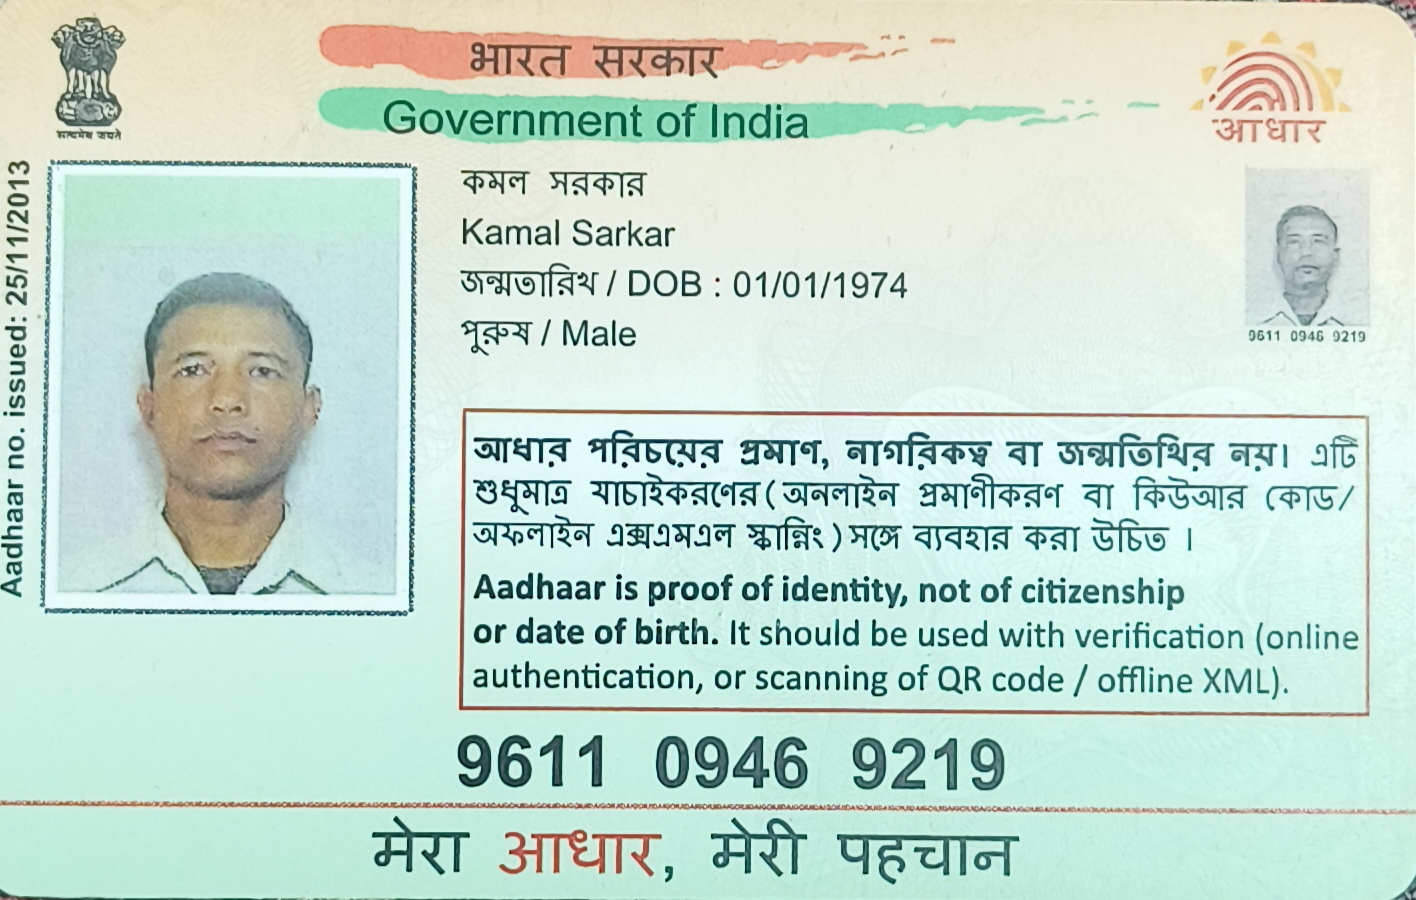 भारत सरकार
Government of India
सत्यमेव जयते
आधार
Aadhaar no. issued: 25/11/2013
কমল সরকার
Kamal Sarkar
জন্মতারিখ / DOB : 01/01/1974
পুরুষ / Male
9611 0946 9219
আধার পরিচয়ের প্রমাণ, নাগরিকত্ব বা জন্মতিথির নয়। এটি
শুধুমাত্র যাচাইকরণের ( অনলাইন প্রমাণীকরণ বা কিউআর কোড/
অফলাইন এক্সএমএল স্কান্নিং ) সঙ্গে ব্যবহার করা উচিত ।
Aadhaar is proof of identity, not of citizenship
or date of birth. It should be used with verification (online
authentication, or scanning of QR code / offline XML).
9611 0946 9219
मेरा आधार, मेरी पहचान